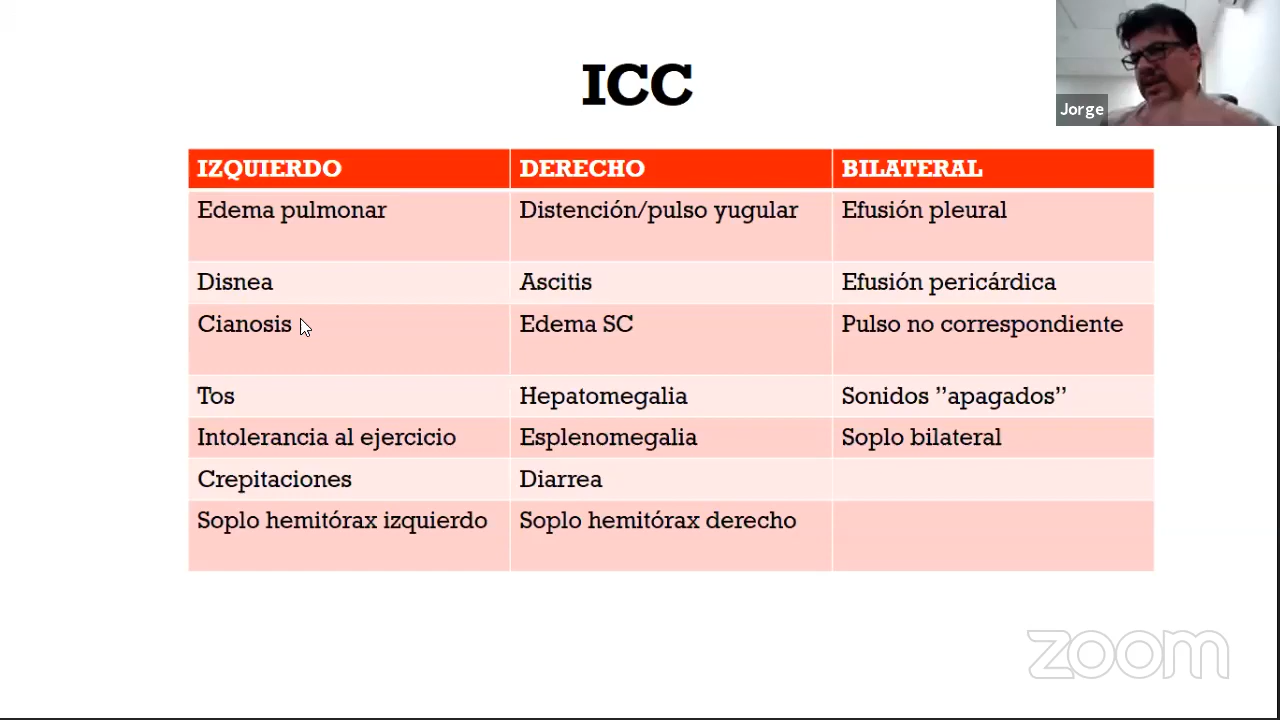 ICC
Jorge
IZQUIERDO DERECHO BILATERAL
Edema pulmonar Distención/pulso yugular Efusión pleural
Disnea Ascitis Efusión pericárdica
Cianosis Edema SC Pulso no correspondiente
Tos Hepatomegalia Sonidos ”apagados”
Intolerancia al ejercicio Esplenomegalia Soplo bilateral
Crepitaciones Diarrea
Soplo hemitórax izquierdo Soplo hemitórax derecho
zoom